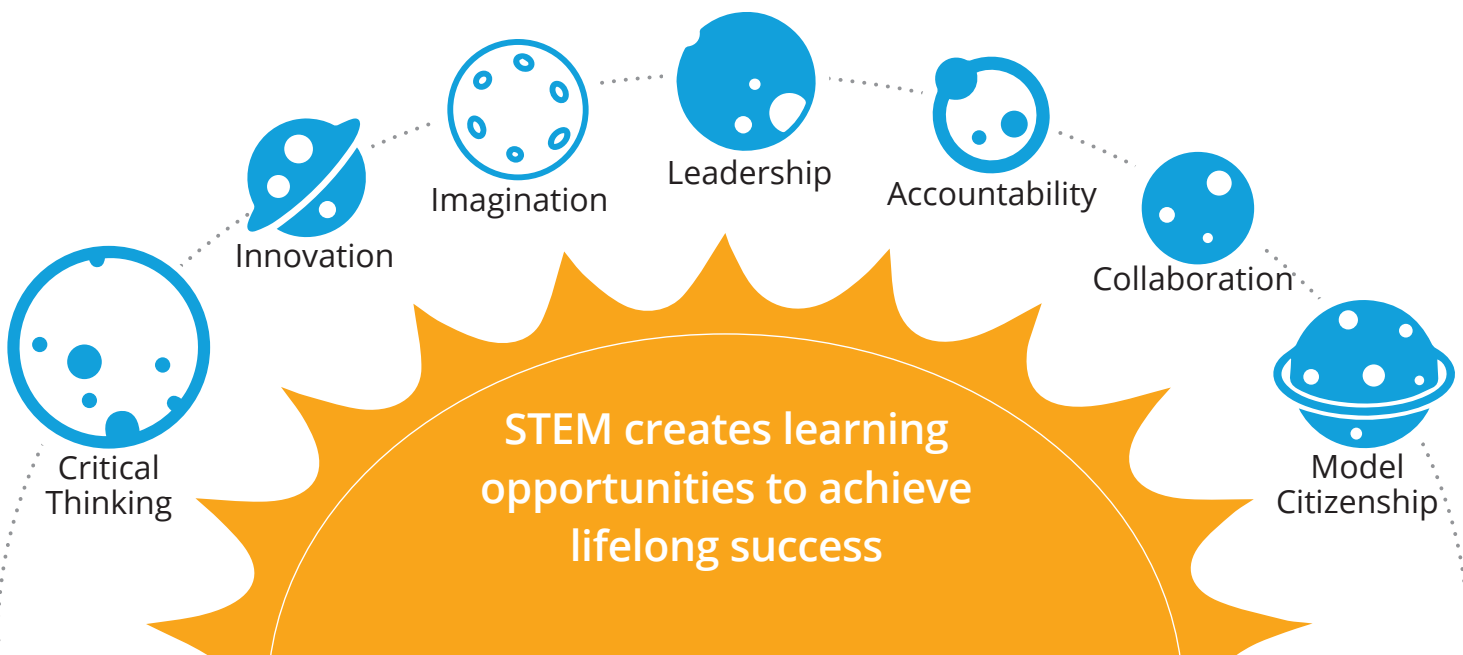 Critical
Thinking
Innovation
Imagination
Leadership
Accountability
Collaboration
Model
Citizenship
STEM creates learning
opportunities to achieve
lifelong success